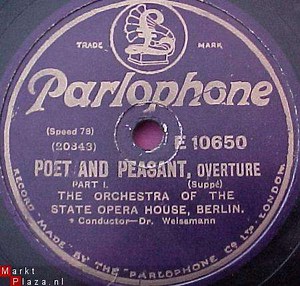 TRADE MARK
Parlophone
(Speed 78)
(20343) E 10650
POET AND PEASANT, OVERTURE
PART I. (Suppé)
THE ORCHESTRA OF THE
STATE OPERA HOUSE, BERLIN.
Conductor—Dr. Weissmann
RECORD MADE BY THE "PARLOPHONE CO LTD LONDON
Markt
Plaza.nl